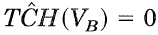 TĈH(V_B) = 0